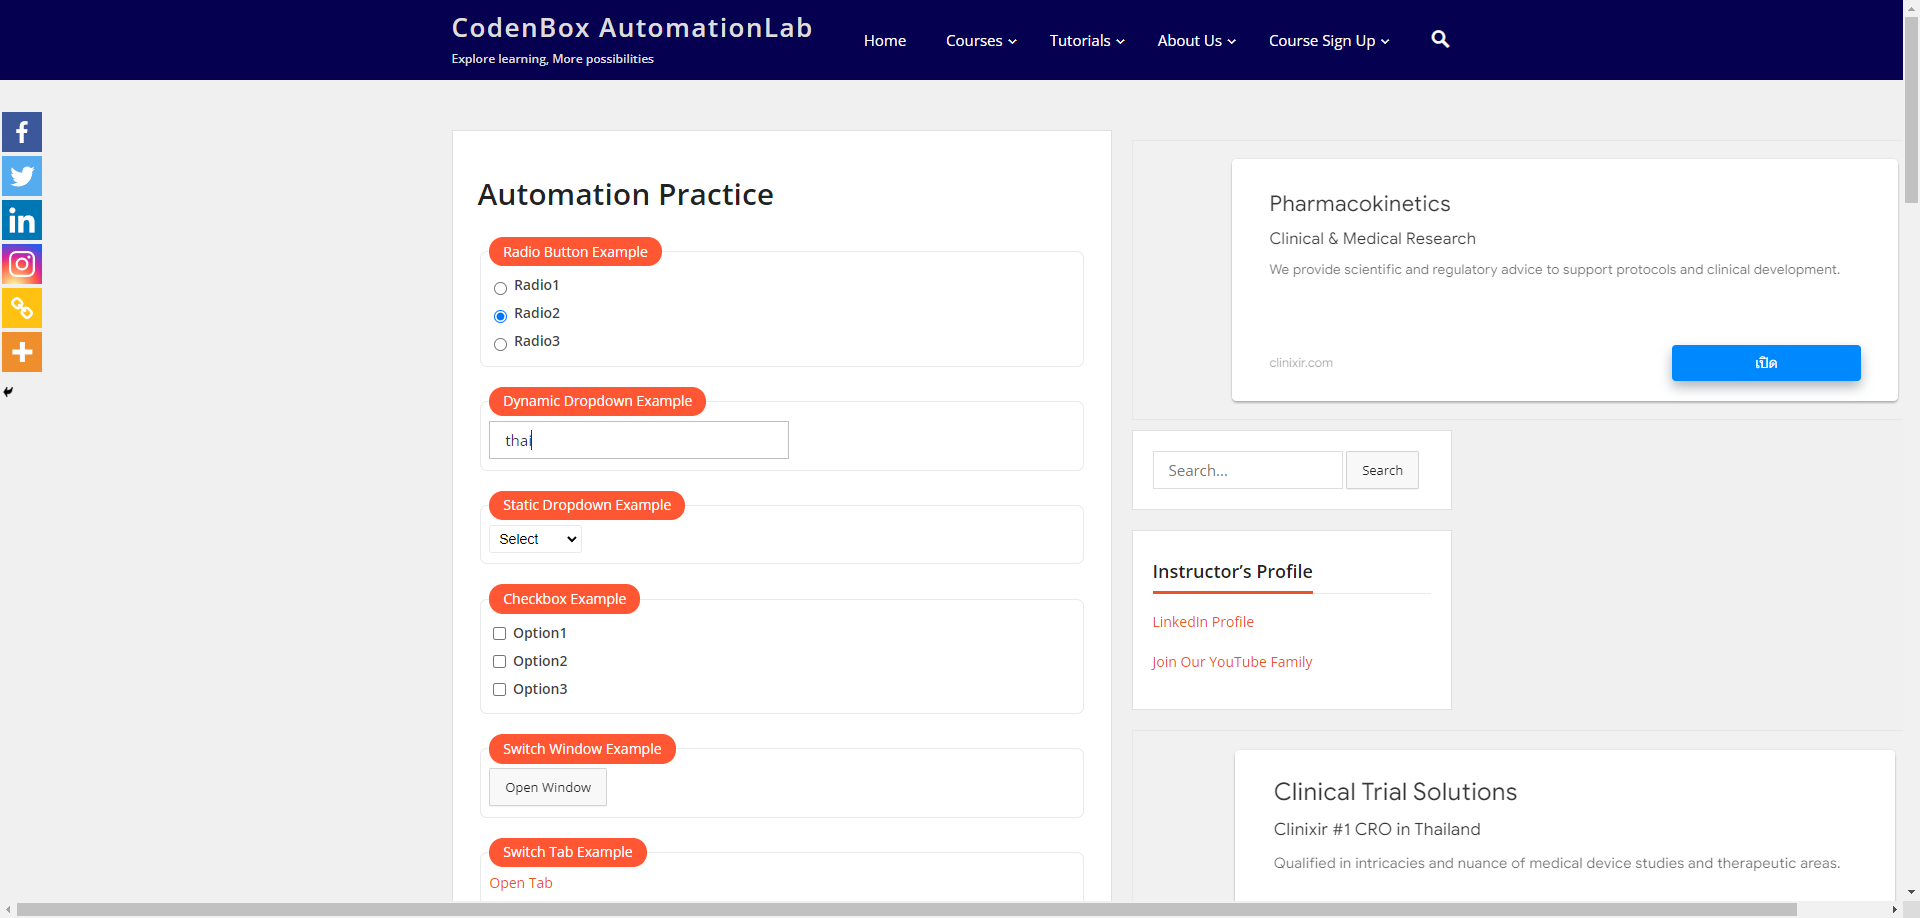 CodenBox AutomationLab
Explore learning, More possibilities
Home
Courses
Tutorials
About Us
Course Sign Up
Automation Practice
Radio Button Example
Radio1
Radio2
Radio3
Dynamic Dropdown Example
thai
Static Dropdown Example
Select
Checkbox Example
Option1
Option2
Option3
Switch Window Example
Open Window
Switch Tab Example
Open Tab
Pharmacokinetics
Clinical & Medical Research
We provide scientific and regulatory advice to support protocols and clinical development.
clinixir.com
เปิด
Search...
Search
Instructor’s Profile
LinkedIn Profile
Join Our YouTube Family
Clinical Trial Solutions
Clinixir #1 CRO in Thailand
Qualified in intricacies and nuance of medical device studies and therapeutic areas.